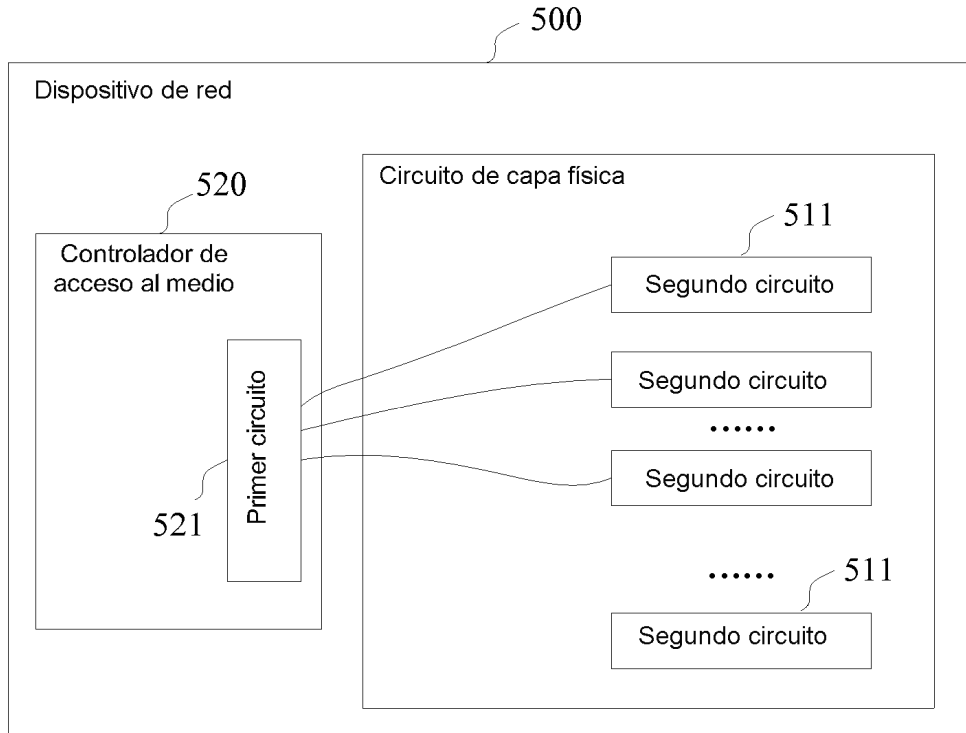 500
Dispositivo de red
520
Circuito de capa física
Controlador de
acceso al medio
511
Segundo circuito
Segundo circuito
......
Primer circuito
Segundo circuito
521
......
511
Segundo circuito